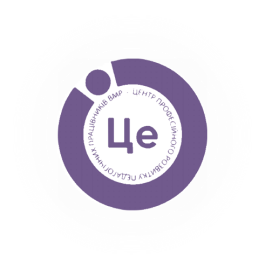 ЦЕНТР ПРОФЕСІЙНОГО РОЗВИТКУ ПЕДАГОГІЧНИХ ПРАЦІВНИКІВ ВМР ·
Це